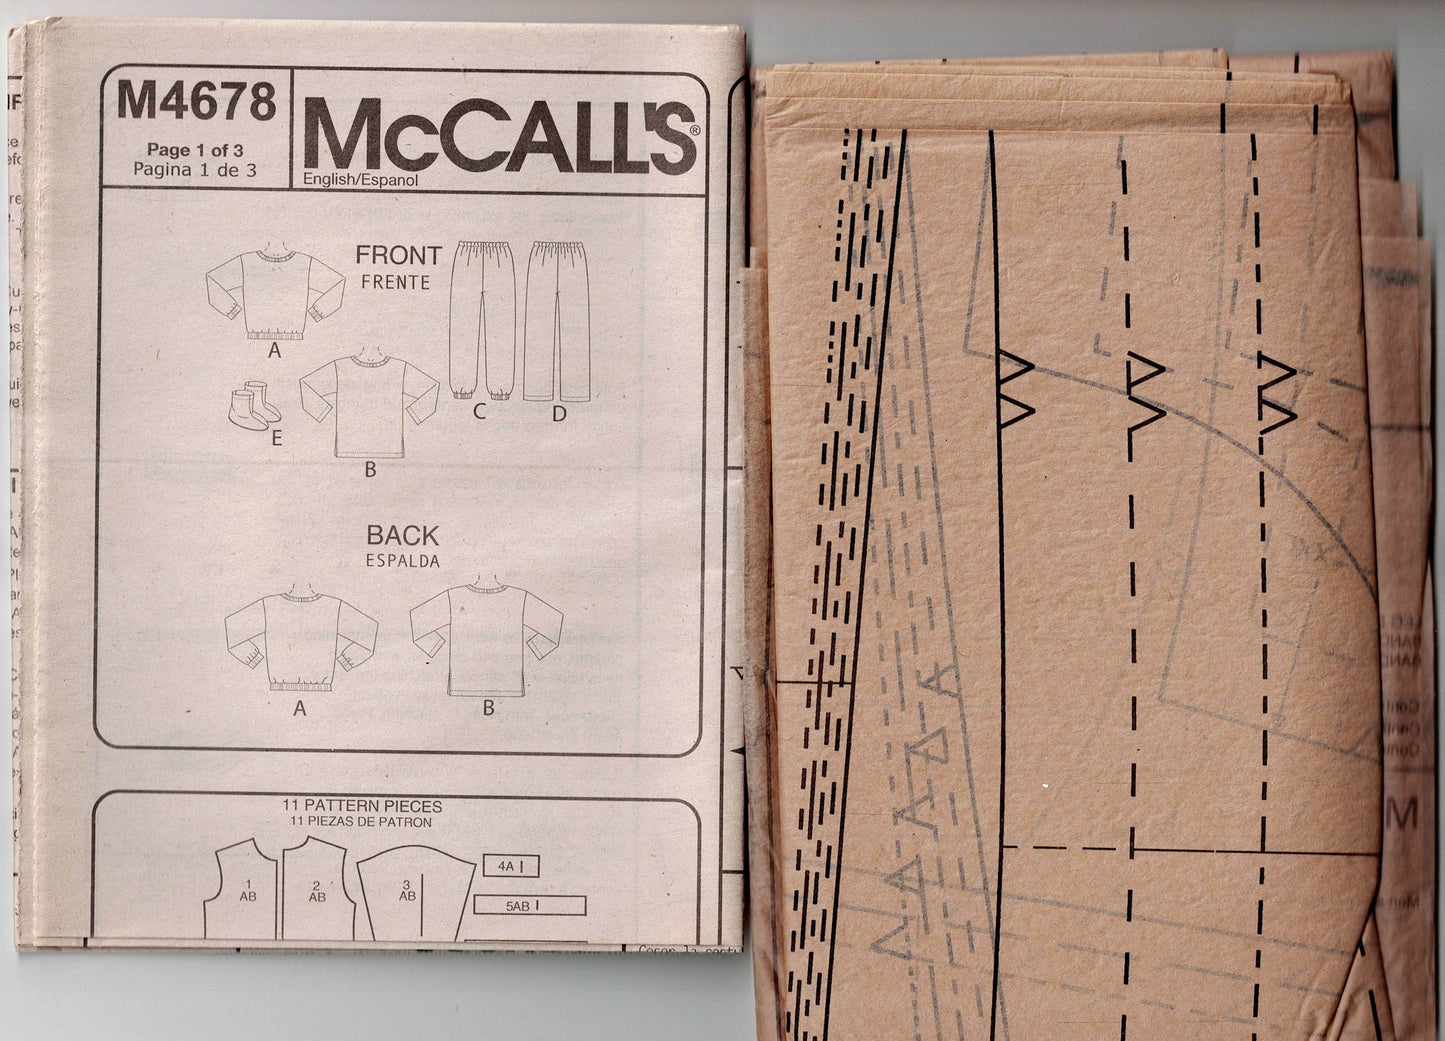 M4678
Page 1 of 3
Pagina 1 de 3
McCALL'S®
English/Espanol
FRONT
FRENTE
A
B
C
D
E
BACK
ESPALDA
A
B
11 PATTERN PIECES
11 PIEZAS DE PATRON
1
AB
2
AB
3
AB
4A
5AB